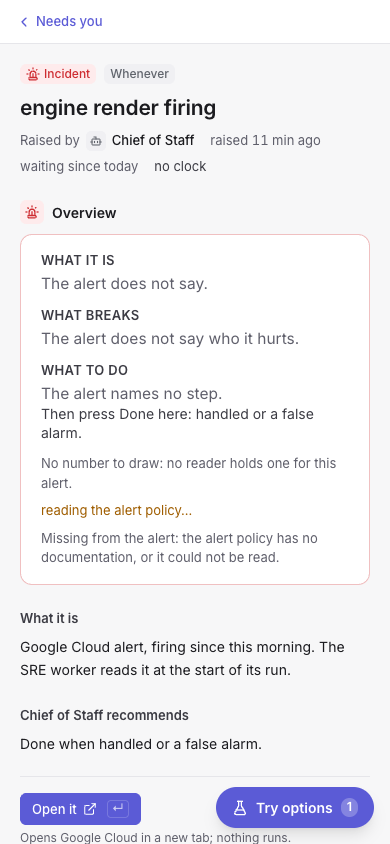 Needs you
Incident
Whenever
engine render firing
Raised by Chief of Staff raised 11 min ago
waiting since today no clock
Overview
WHAT IT IS
The alert does not say.
WHAT BREAKS
The alert does not say who it hurts.
WHAT TO DO
The alert names no step.
Then press Done here: handled or a false
alarm.
No number to draw: no reader holds one for this
alert.
reading the alert policy...
Missing from the alert: the alert policy has no
documentation, or it could not be read.
What it is
Google Cloud alert, firing since this morning. The
SRE worker reads it at the start of its run.
Chief of Staff recommends
Done when handled or a false alarm.
Open it ↵
Try options 1
Opens Google Cloud in a new tab; nothing runs.